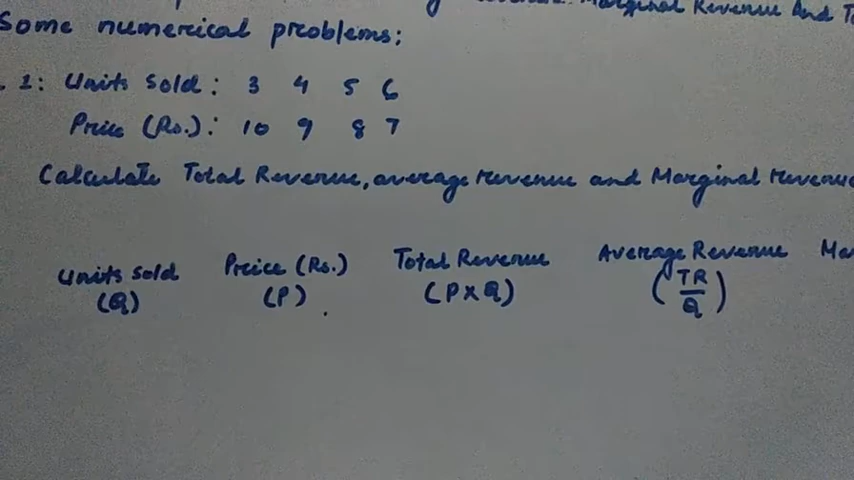 Marginal Revenue And
Some numerical problems:
1: Units Sold: 3 4 5 6
Price (Rs.): 10 9 8 7
Calculate Total Revenue, average revenue and Marginal revenue
Units sold Price (Rs.) Total Revenue Average Revenue
(Q) (P) (P×Q) (TR/Q)